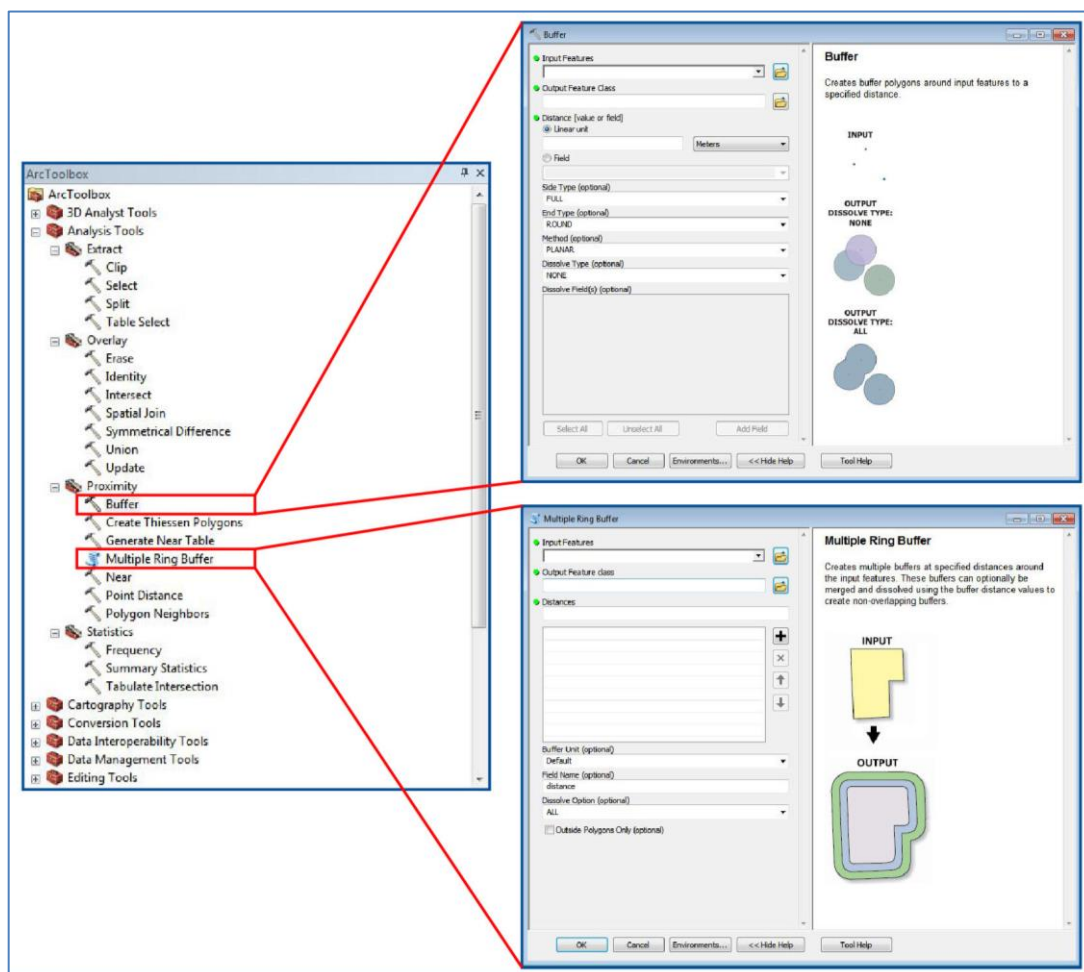 ArcToolbox
ArcToolbox
3D Analyst Tools
Analysis Tools
Extract
Clip
Select
Split
Table Select
Overlay
Erase
Identity
Intersect
Spatial Join
Symmetrical Difference
Union
Update
Proximity
Buffer
Create Thiessen Polygons
Generate Near Table
Multiple Ring Buffer
Near
Point Distance
Polygon Neighbors
Statistics
Frequency
Summary Statistics
Tabulate Intersection
Cartography Tools
Conversion Tools
Data Interoperability Tools
Data Management Tools
Editing Tools
Buffer
Input Features
Output Feature Class
Distance [value or field]
Linear unit
Meters
Field
Side Type (optional)
FULL
End Type (optional)
ROUND
Method (optional)
PLANAR
Dissolve Type (optional)
NONE
Dissolve Field(s) (optional)
Select All Unselect All Add Field
OK Cancel Environments... << Hide Help Tool Help
Buffer
Creates buffer polygons around input features to a
specified distance.
INPUT
OUTPUT
DISSOLVE TYPE:
NONE
OUTPUT
DISSOLVE TYPE:
ALL
Multiple Ring Buffer
Input Features
Output Feature class
Distances
Buffer Unit (optional)
Default
Field Name (optional)
distance
Dissolve Option (optional)
ALL
Outside Polygons Only (optional)
OK Cancel Environments... << Hide Help Tool Help
Multiple Ring Buffer
Creates multiple buffers at specified distances around
the input features. These buffers can optionally be
merged and dissolved using the buffer distance values to
create non-overlapping buffers.
INPUT
OUTPUT